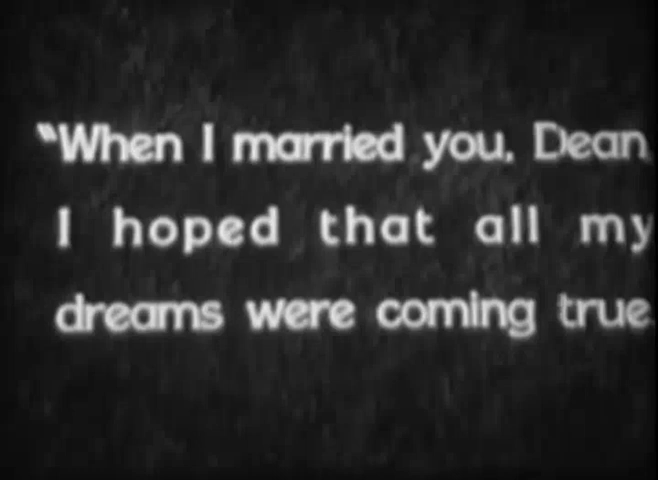 "When I married you, Dean,
I hoped that all my
dreams were coming true.